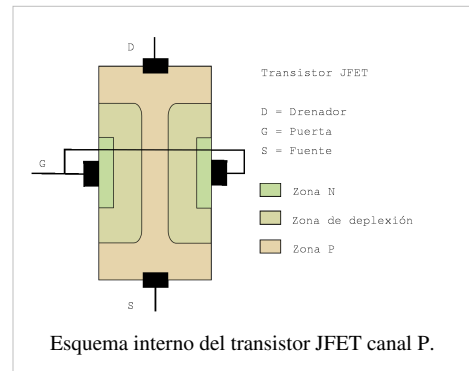 D
Transistor JFET
D = Drenador
G = Puerta
S = Fuente
G
Zona N
Zona de deplexión
Zona P
S
Esquema interno del transistor JFET canal P.